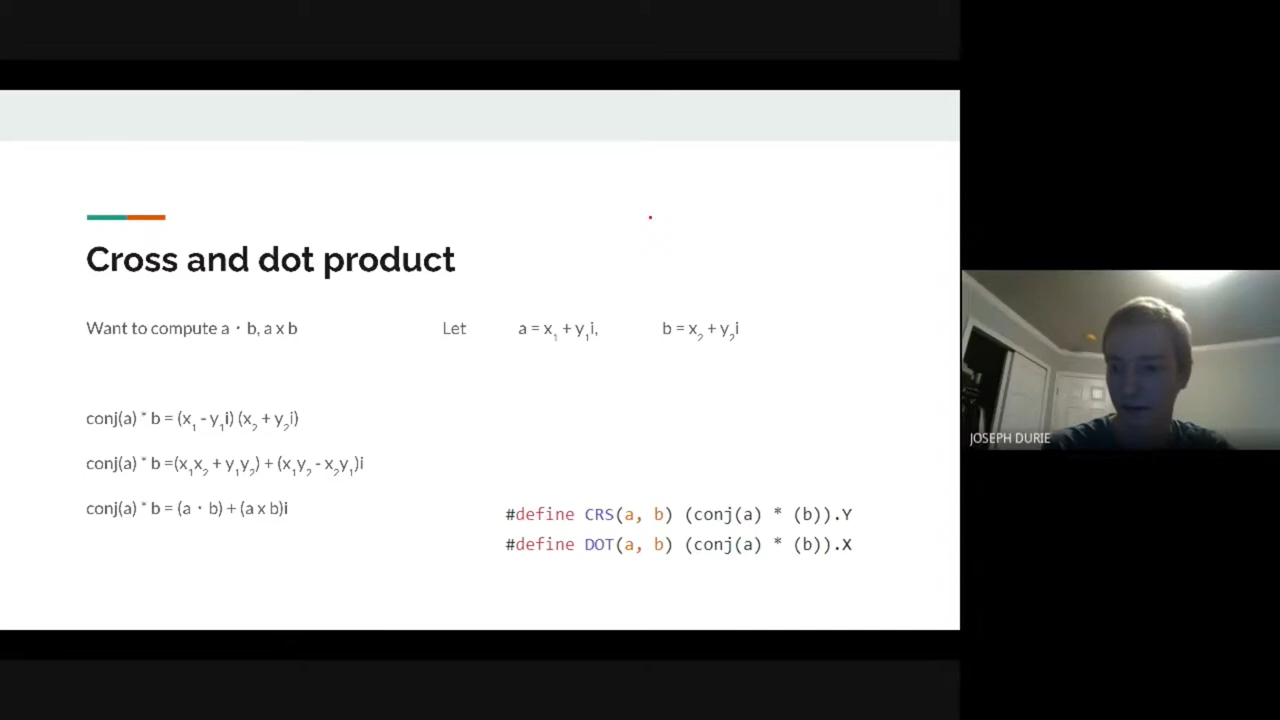 Cross and dot product
Want to compute a · b, a x b Let a = x₁ + y₁i, b = x₂ + y₂i
conj(a) * b = (x₁ - y₁i) (x₂ + y₂i)
conj(a) * b =(x₁x₂ + y₁y₂) + (x₁y₂ - x₂y₁)i
conj(a) * b = (a · b) + (a x b)i
#define CRS(a, b) (conj(a) * (b)).Y
#define DOT(a, b) (conj(a) * (b)).X
JOSEPH DURIE